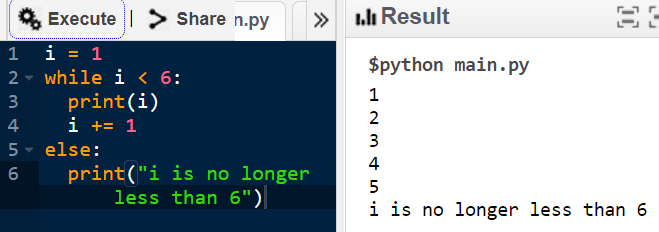 Execute | Share n.py »
1 i = 1
2 while i < 6:
3   print(i)
4   i += 1
5 else:
6   print("i is no longer
      less than 6")
Result
$python main.py
1
2
3
4
5
i is no longer less than 6